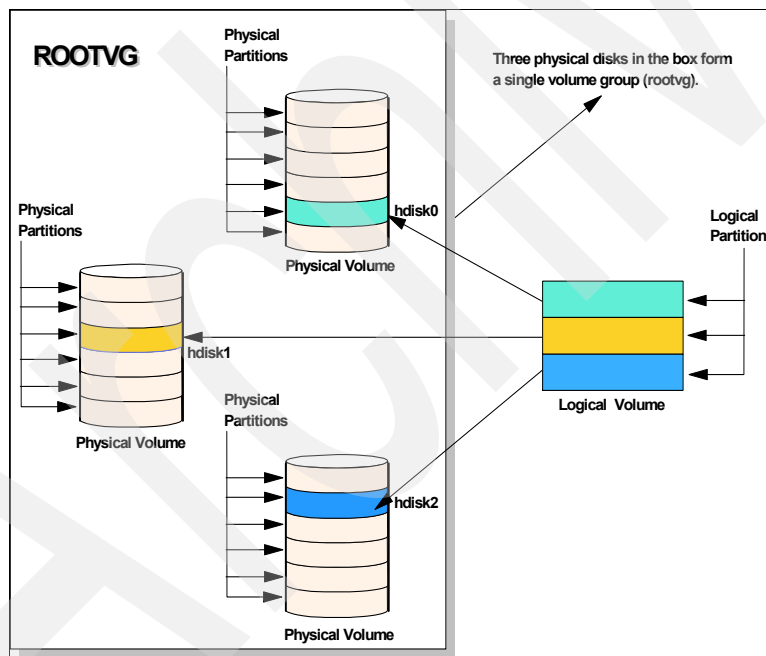 ROOTVG
Physical
Partitions
Three physical disks in the box form
a single volume group (rootvg).
hdisk0
Physical Volume
Physical
Partitions
hdisk1
Physical Volume
Logical
Partition
Logical Volume
Physical
Partitions
hdisk2
Physical Volume